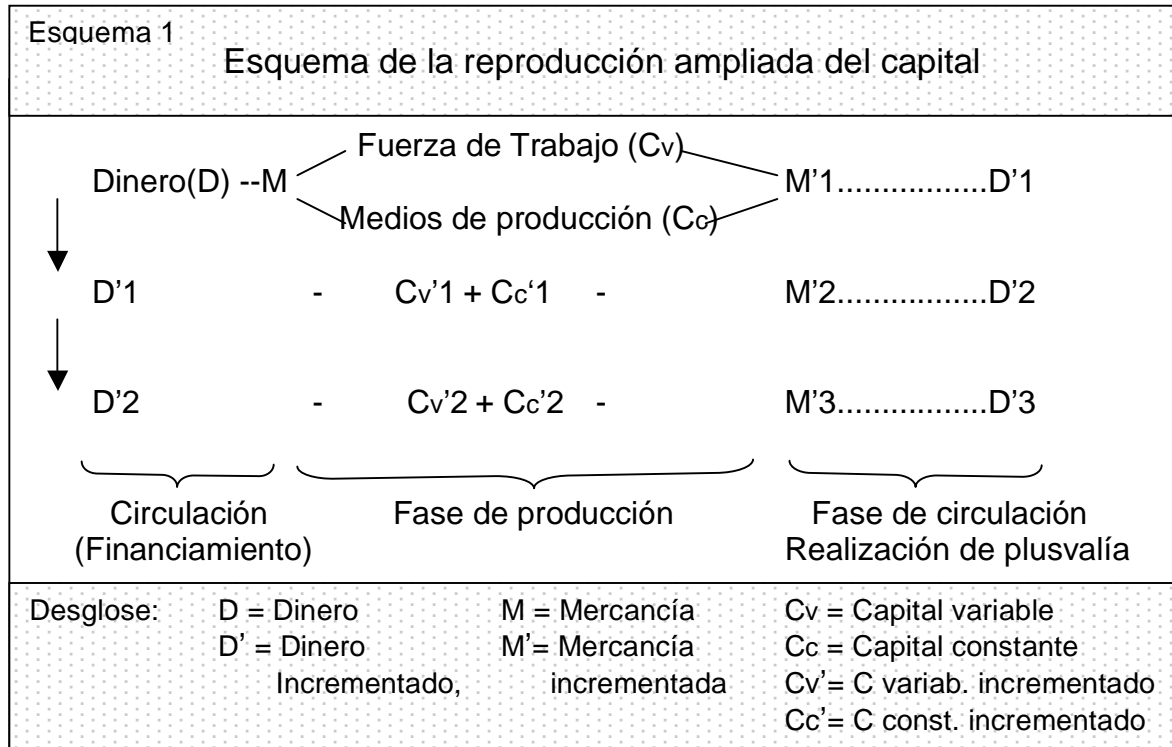 Esquema 1
Esquema de la reproducción ampliada del capital
Fuerza de Trabajo (Cv)
Dinero(D) --M M'1.................D'1
Medios de producción (Cc)
D'1 - Cv'1 + Cc‘1 - M'2.................D'2
D'2 - Cv'2 + Cc'2 - M'3.................D'3
Circulación Fase de producción Fase de circulación
(Financiamiento) Realización de plusvalía
Desglose: D = Dinero M = Mercancía Cv = Capital variable
D' = Dinero M'= Mercancía Cc = Capital constante
Incrementado, incrementada Cv'= C variab. incrementado
Cc'= C const. incrementado